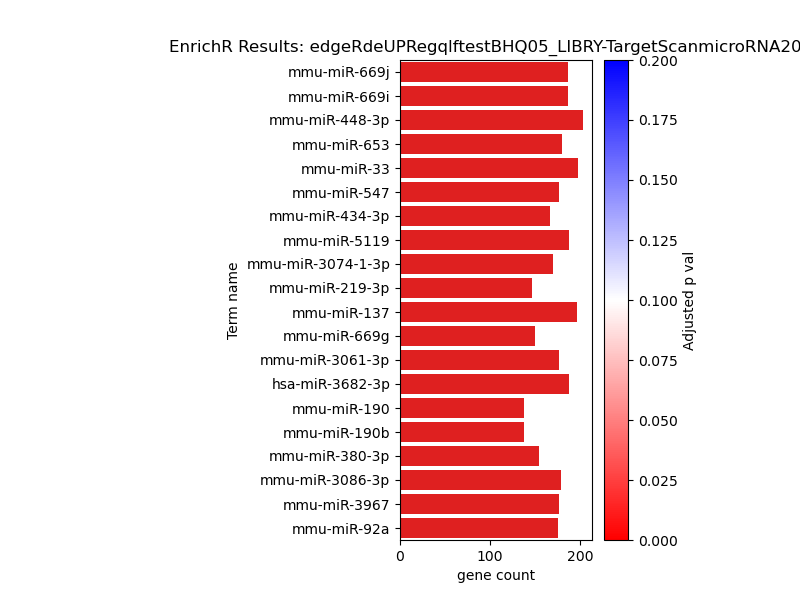 EnrichR Results: edgeRdeUPRegqlftestBHQ05_LIBRY-TargetScanmicroRNA20
mmu-miR-669j
mmu-miR-669i
mmu-miR-448-3p
mmu-miR-653
mmu-miR-33
mmu-miR-547
mmu-miR-434-3p
mmu-miR-5119
mmu-miR-3074-1-3p
mmu-miR-219-3p
mmu-miR-137
mmu-miR-669g
mmu-miR-3061-3p
hsa-miR-3682-3p
mmu-miR-190
mmu-miR-190b
mmu-miR-380-3p
mmu-miR-3086-3p
mmu-miR-3967
mmu-miR-92a
Term name
0 100 200
gene count
0.200
0.175
0.150
0.125
0.100
0.075
0.050
0.025
0.000
Adjusted p val